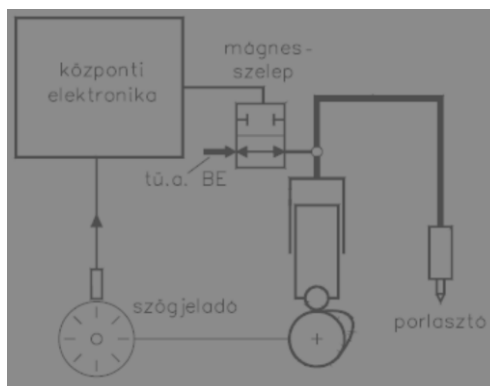 mágnes-
szelep
központi
elektronika
tü.a. BE
szögjeladó
porlasztó